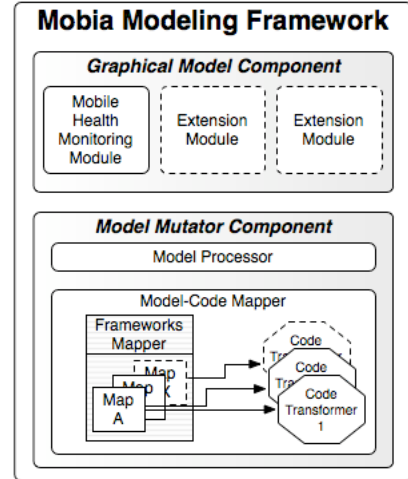 Mobia Modeling Framework
Graphical Model Component
Mobile
Health
Monitoring
Module
Extension
Module
Extension
Module
Model Mutator Component
Model Processor
Model-Code Mapper
Frameworks
Mapper
Map
Map
Map
A
Code
Code
Code
Transformer
1